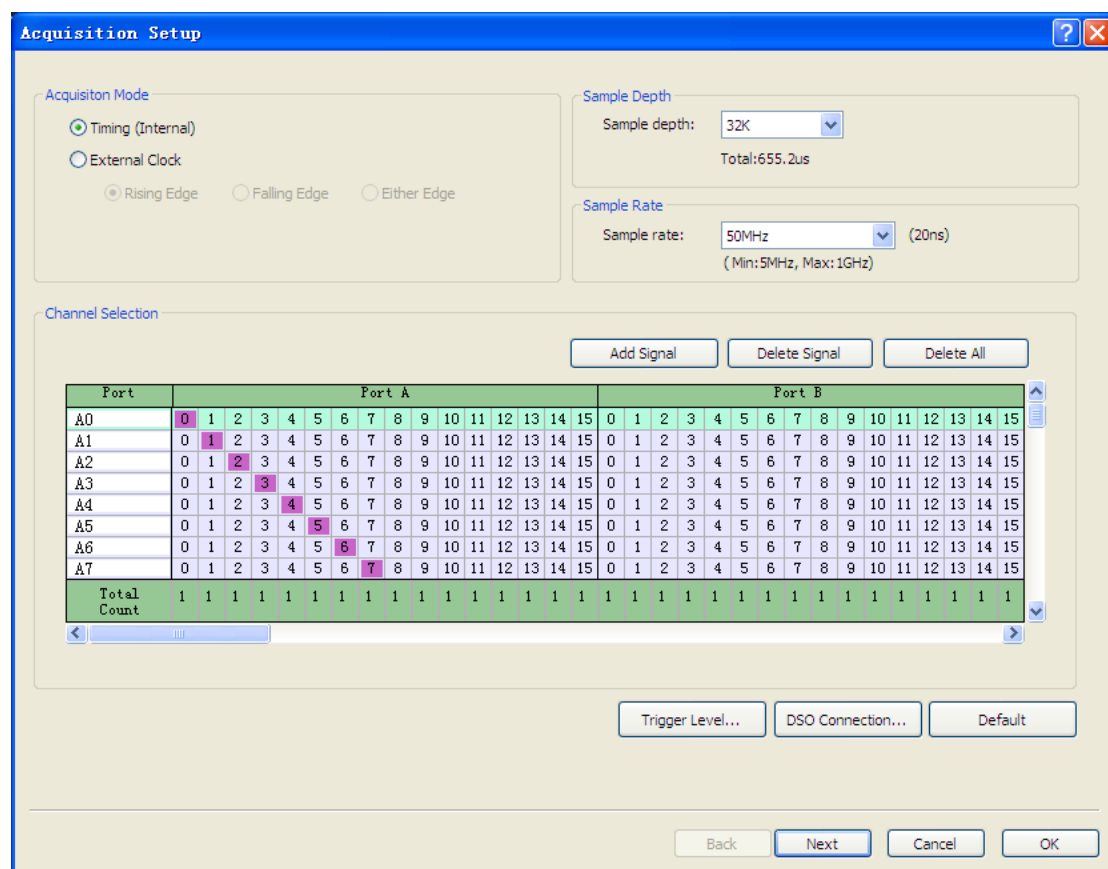 Acquisition Setup
Acquisiton Mode
Timing (Internal)
External Clock
Rising Edge Falling Edge Either Edge
Sample Depth
Sample depth: 32K
Total:655.2us
Sample Rate
Sample rate: 50MHz (20ns)
(Min:5MHz, Max:1GHz)
Channel Selection
Add Signal Delete Signal Delete All
Port Port A Port B
A0 0 1 2 3 4 5 6 7 8 9 10 11 12 13 14 15 0 1 2 3 4 5 6 7 8 9 10 11 12 13 14 15
A1 0 1 2 3 4 5 6 7 8 9 10 11 12 13 14 15 0 1 2 3 4 5 6 7 8 9 10 11 12 13 14 15
A2 0 1 2 3 4 5 6 7 8 9 10 11 12 13 14 15 0 1 2 3 4 5 6 7 8 9 10 11 12 13 14 15
A3 0 1 2 3 4 5 6 7 8 9 10 11 12 13 14 15 0 1 2 3 4 5 6 7 8 9 10 11 12 13 14 15
A4 0 1 2 3 4 5 6 7 8 9 10 11 12 13 14 15 0 1 2 3 4 5 6 7 8 9 10 11 12 13 14 15
A5 0 1 2 3 4 5 6 7 8 9 10 11 12 13 14 15 0 1 2 3 4 5 6 7 8 9 10 11 12 13 14 15
A6 0 1 2 3 4 5 6 7 8 9 10 11 12 13 14 15 0 1 2 3 4 5 6 7 8 9 10 11 12 13 14 15
A7 0 1 2 3 4 5 6 7 8 9 10 11 12 13 14 15 0 1 2 3 4 5 6 7 8 9 10 11 12 13 14 15
Total Count 1 1 1 1 1 1 1 1 1 1 1 1 1 1 1 1 1 1 1 1 1 1 1 1 1 1 1 1 1 1 1 1
Trigger Level... DSO Connection... Default
Back Next Cancel OK